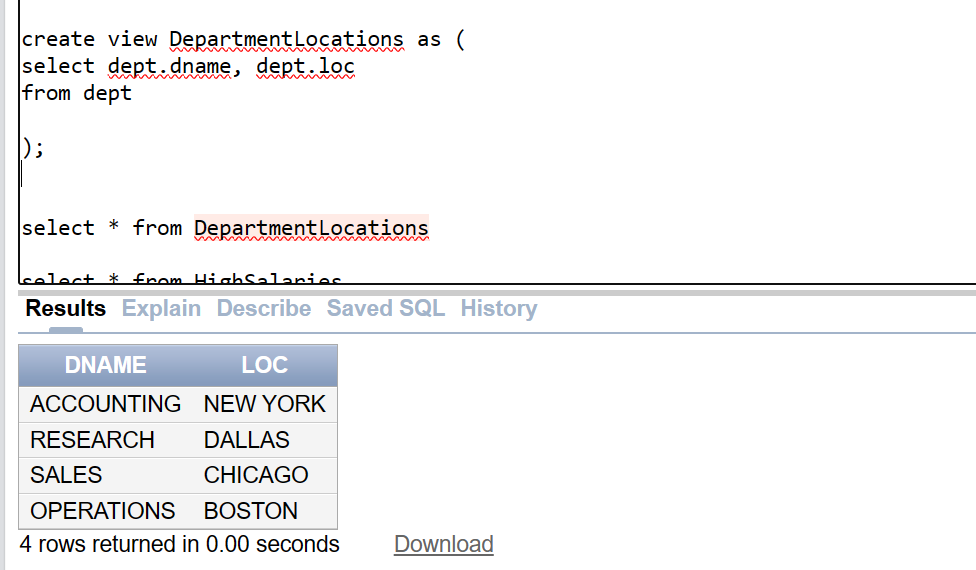 create view DepartmentLocations as (
select dept.dname, dept.loc
from dept
);
select * from DepartmentLocations
select * from HighSalaries
Results Explain Describe Saved SQL History
DNAME LOC
ACCOUNTING NEW YORK
RESEARCH DALLAS
SALES CHICAGO
OPERATIONS BOSTON
4 rows returned in 0.00 seconds Download